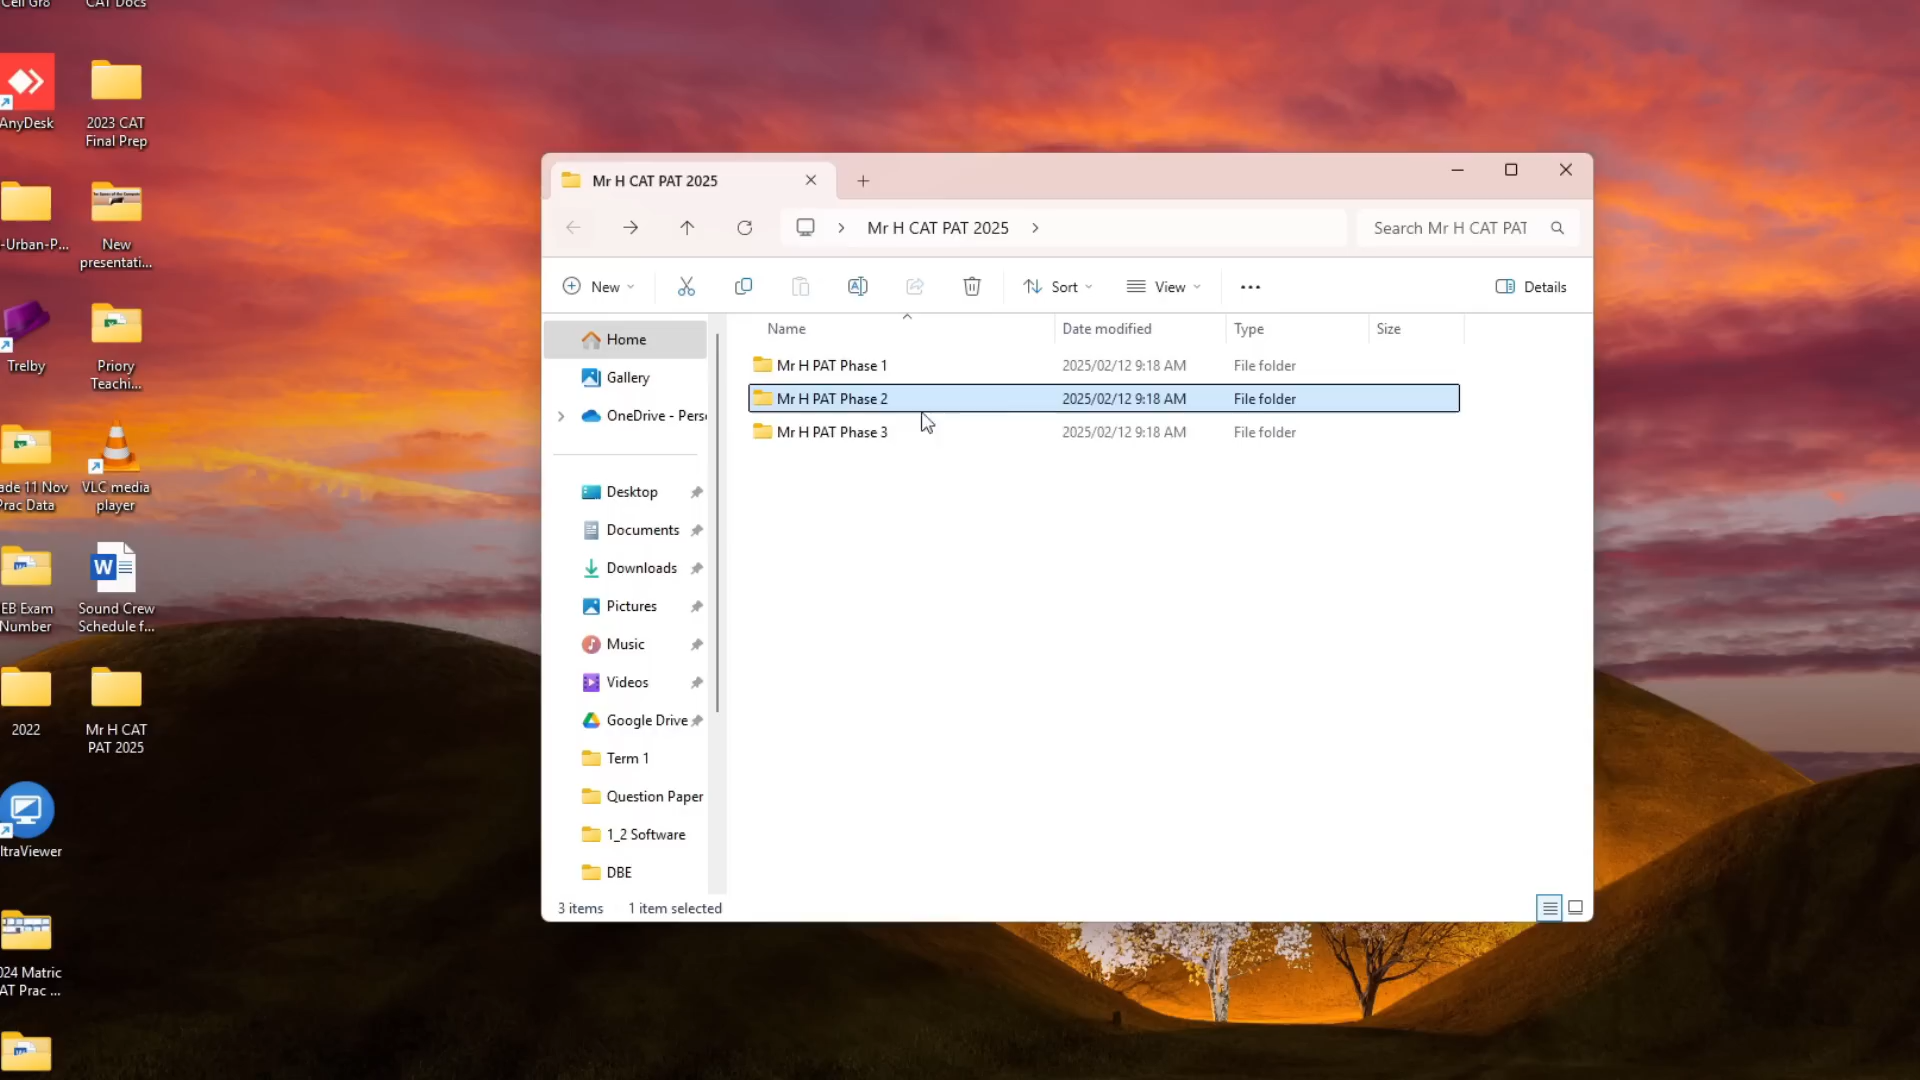 CAT Docs
AnyDesk
2023 CAT
Final Prep
-Urban-P...
New
presentati...
Trelby
Priory
Teachi...
ade 11 Nov
Prac Data
VLC media
player
EB Exam
Number
Sound Crew
Schedule f...
2022
Mr H CAT
PAT 2025
ltraViewer
024 Matric
AT Prac ...
Mr H CAT PAT 2025
Mr H CAT PAT 2025
Search Mr H CAT PAT
New
Sort
View
Details
Home
Gallery
OneDrive - Pers
Desktop
Documents
Downloads
Pictures
Music
Videos
Google Drive
Term 1
Question Paper
1_2 Software
DBE
Name Date modified Type Size
Mr H PAT Phase 1 2025/02/12 9:18 AM File folder
Mr H PAT Phase 2 2025/02/12 9:18 AM File folder
Mr H PAT Phase 3 2025/02/12 9:18 AM File folder
3 items 1 item selected